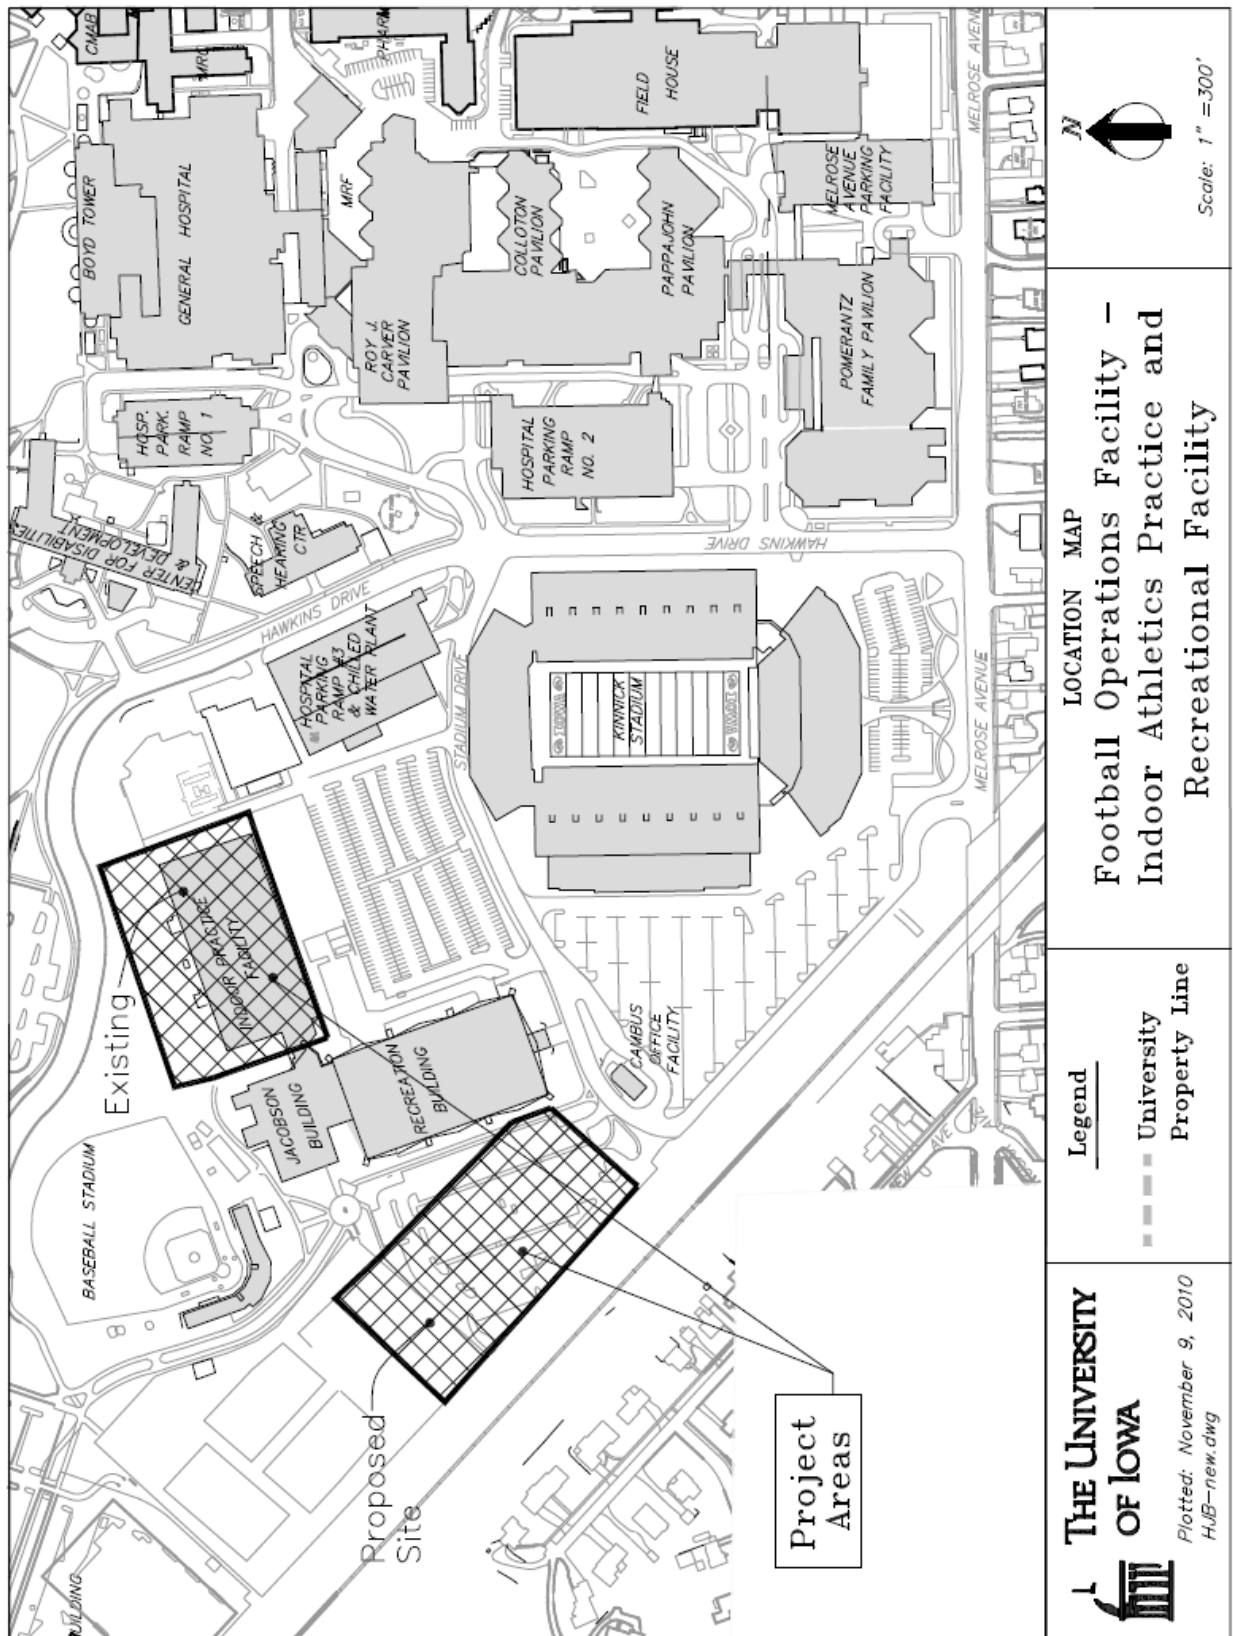 CMAB
MRC
PHARM
BOYD TOWER
GENERAL HOSPITAL
MRF
FIELD
HOUSE
MELROSE AVENUE
MELROSE
AVENUE
PARKING
FACILITY
COLLOTON
PAVILION
PAPPAJOHN
PAVILION
ROY J.
CARVER
PAVILION
POMERANTZ
FAMILY PAVILION
HOSP.
PARK.
RAMP
NO. 1
HOSPITAL
PARKING
RAMP
NO. 2
CENTER FOR DISABILITIES
& DEVELOPMENT
SPEECH &
HEARING
CTR
HAWKINS DRIVE
HAWKINS DRIVE
HOSPITAL
PARKING
RAMP #3
& CHILLED
WATER PLANT
STADIUM DRIVE
IOWA
KINNICK
STADIUM
IOWA
MELROSE AVENUE
Existing
INDOOR PRACTICE
FACILITY
JACOBSON
BUILDING
RECREATION
BUILDING
CAMBUS
OFFICE
FACILITY
BASEBALL STADIUM
AVE
Proposed
Site
Project
Areas
UILDING
THE UNIVERSITY
OF IOWA
Plotted: November 9, 2010
HJB-new.dwg
Legend
University
Property Line
LOCATION MAP
Football Operations Facility –
Indoor Athletics Practice and
Recreational Facility
N
Scale: 1" =300'